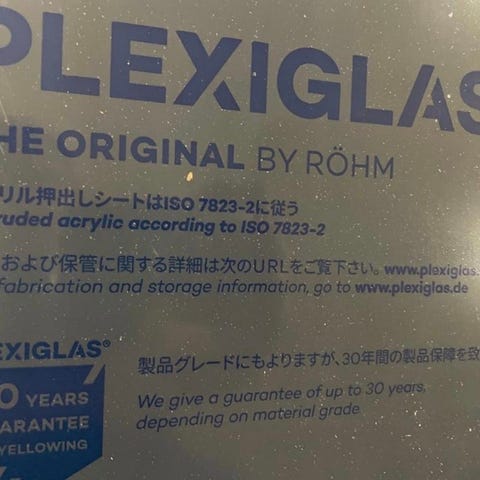 PLEXIGLAS
THE ORIGINAL BY RÖHM
リル押出しシートはISO 7823-2に従う
ruded acrylic according to ISO 7823-2
および保管に関する詳細は次のURLをご覧下さい。www.plexiglas.
fabrication and storage information, go to www.plexiglas.de
EXIGLAS®
製品グレードにもよりますが、30年間の製品保障を致
0 YEARS
ARANTEE
YELLOWING
We give a guarantee of up to 30 years,
depending on material grade